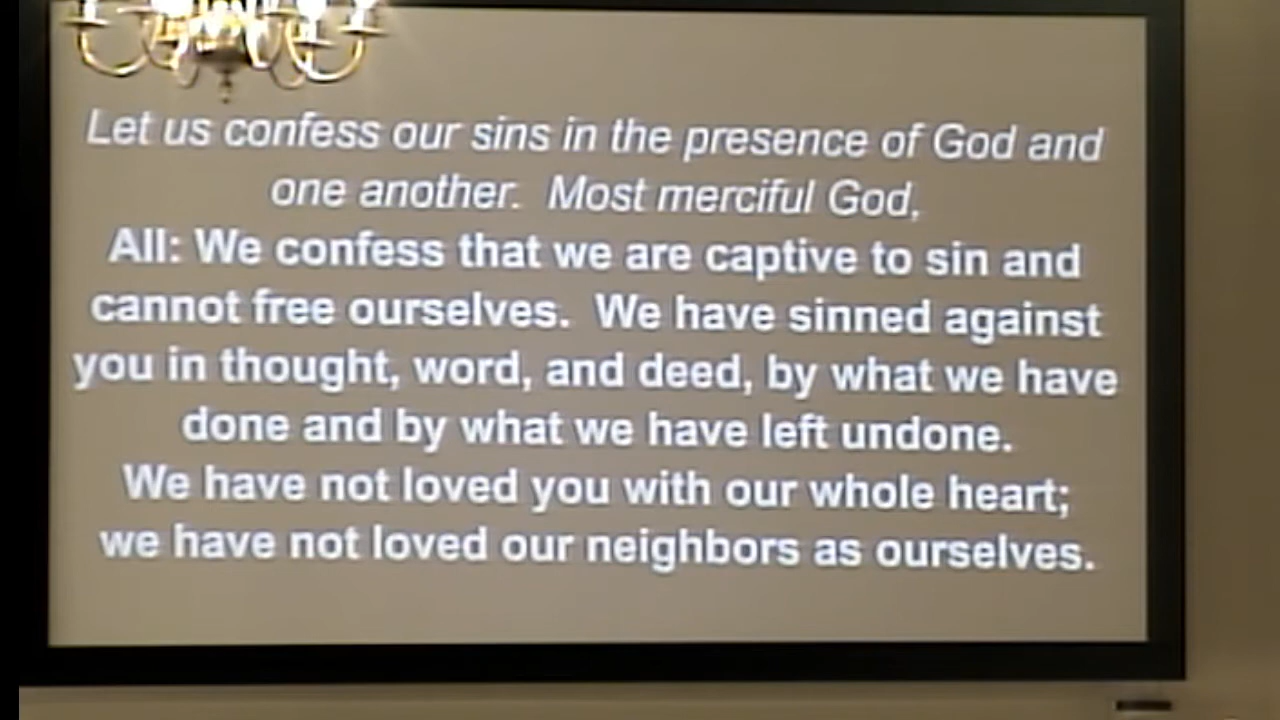 Let us confess our sins in the presence of God and
one another.  Most merciful God,
All: We confess that we are captive to sin and
cannot free ourselves.  We have sinned against
you in thought, word, and deed, by what we have
done and by what we have left undone.
We have not loved you with our whole heart;
we have not loved our neighbors as ourselves.